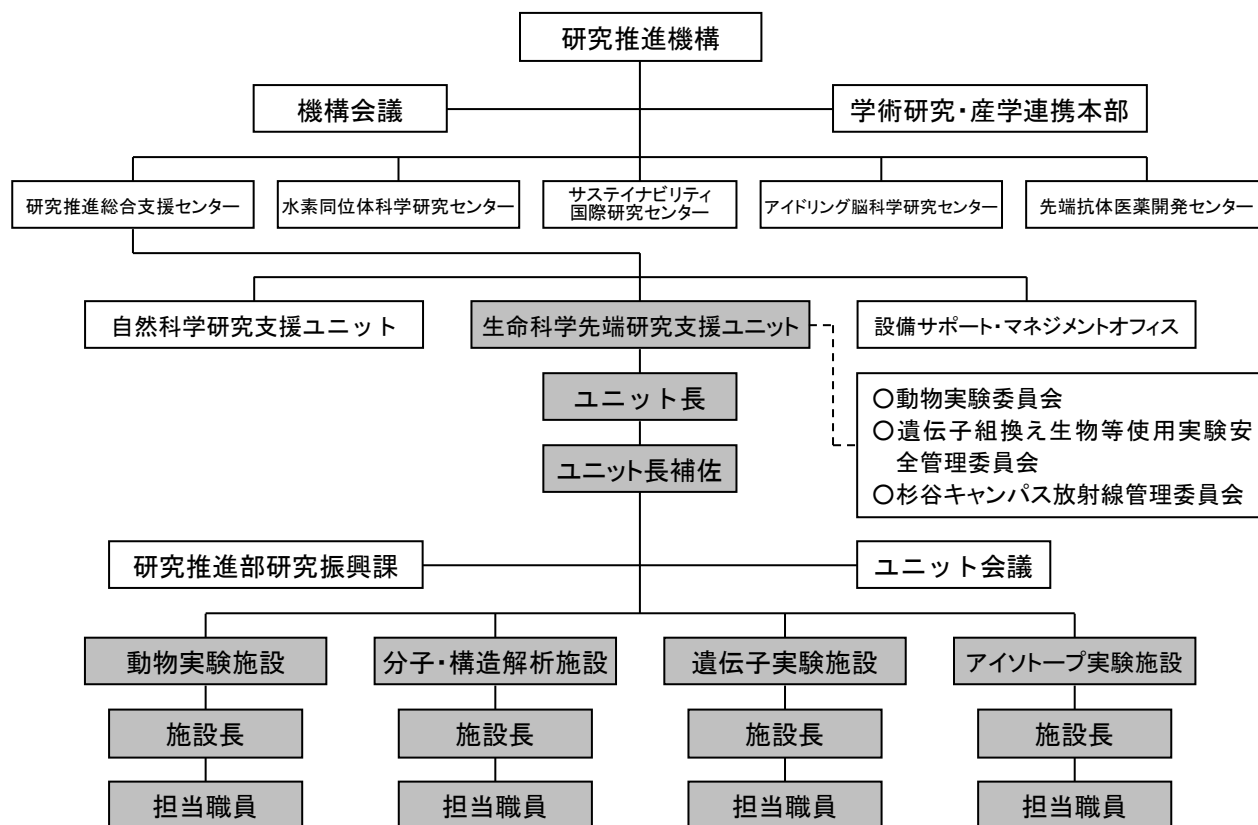 研究推進機構
機構会議
学術研究・産学連携本部
研究推進総合支援センター
水素同位体科学研究センター
サステイナビリティ
国際研究センター
アイドリング脳科学研究センター
先端抗体医薬開発センター
自然科学研究支援ユニット
生命科学先端研究支援ユニット
設備サポート・マネジメントオフィス
ユニット長
ユニット長補佐
○動物実験委員会
○遺伝子組換え生物等使用実験安
全管理委員会
○杉谷キャンパス放射線管理委員会
研究推進部研究振興課
ユニット会議
動物実験施設
分子・構造解析施設
遺伝子実験施設
アイソトープ実験施設
施設長
施設長
施設長
施設長
担当職員
担当職員
担当職員
担当職員